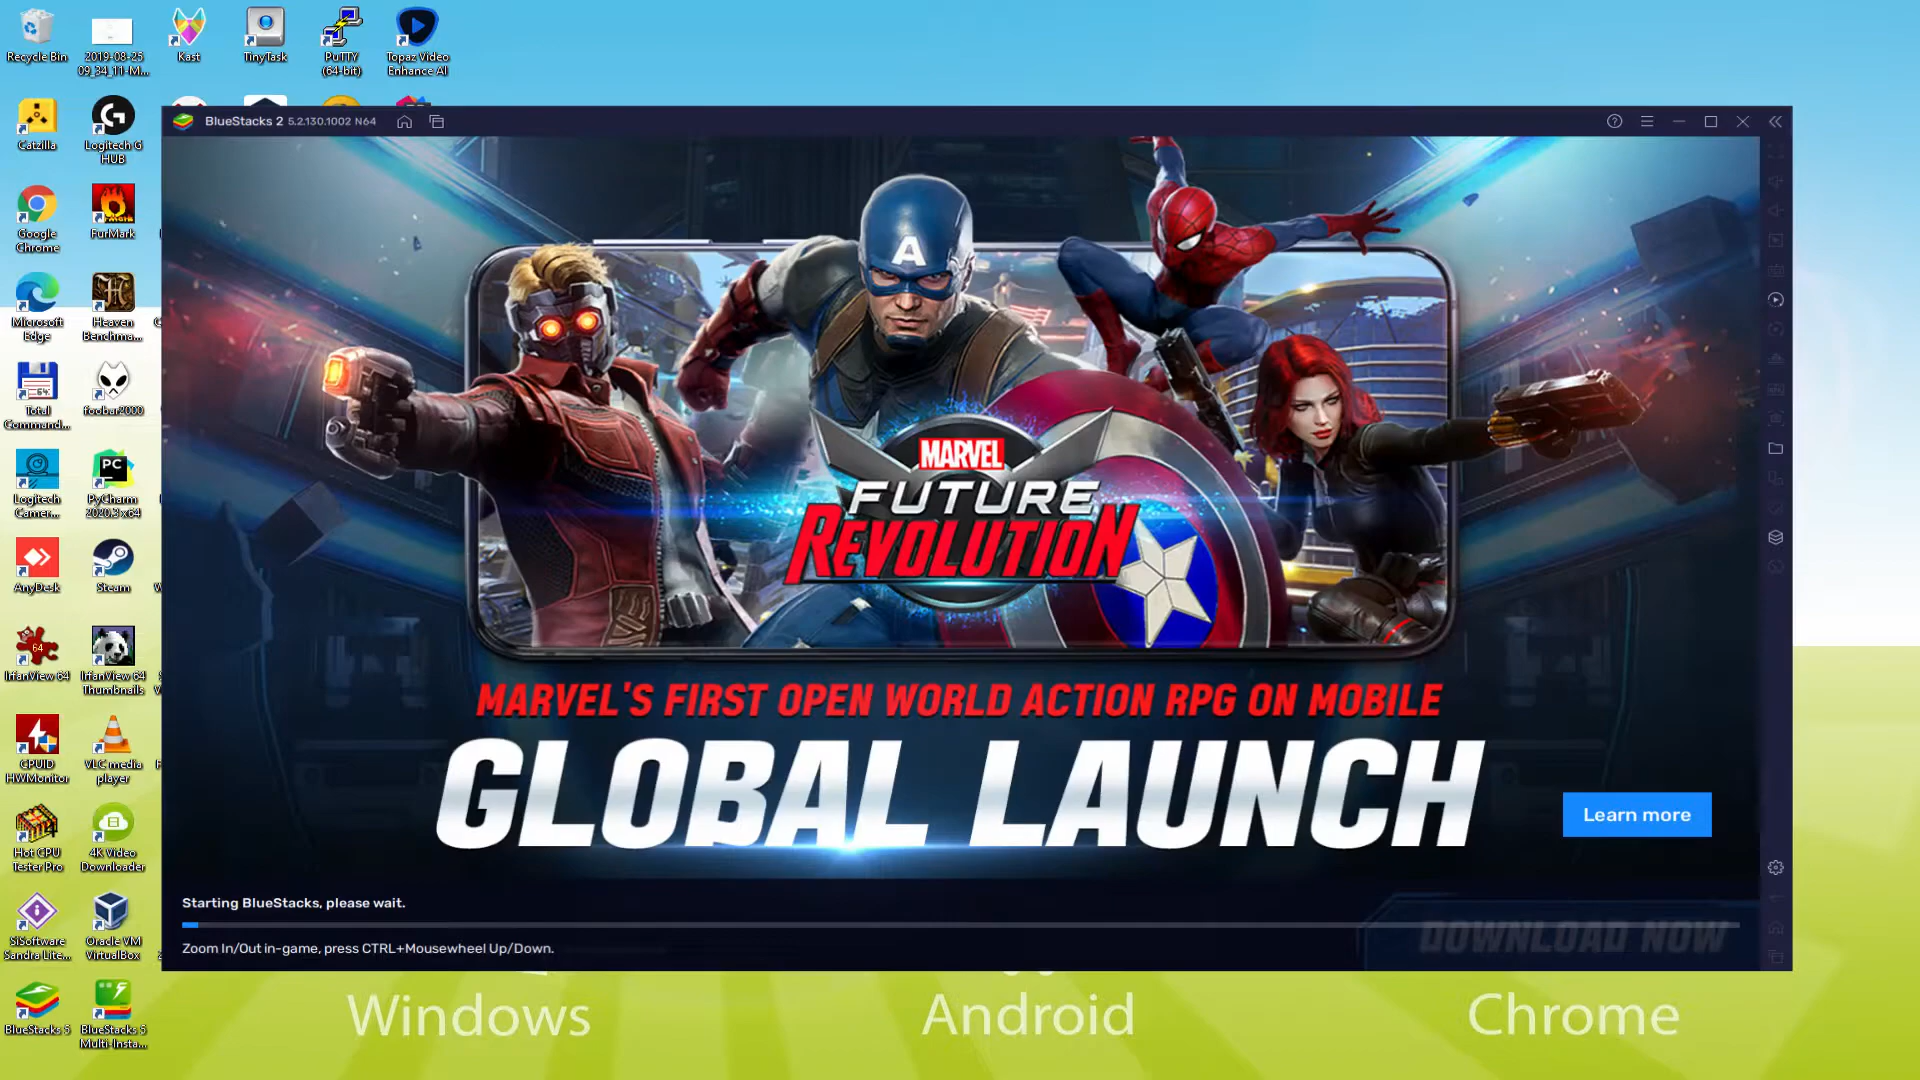 Recycle Bin
2019-08-25
09_34_11-M...
Kast
TinyTask
PuTTY
(64-bit)
Topaz Video
Enhance AI
Catzilla
Logitech G
HUB
Google
Chrome
FurMark
Microsoft
Edge
Heaven
Benchma...
Total
Command...
foobar2000
Logitech
Camer...
PyCharm
2020.3 x64
AnyDesk
Steam
IrfanView 64
IrfanView 64
Thumbnails
CPUID
HWMonitor
VLC media
player
Hot CPU
Tester Pro
4K Video
Downloader
SiSoftware
Sandra Lite...
Oracle VM
VirtualBox
BlueStacks 5
BlueStacks 5
Multi-Insta...
BlueStacks 2 5.2.130.1002 N64
A
MARVEL
FUTURE
REVOLUTION
MARVEL'S FIRST OPEN WORLD ACTION RPG ON MOBILE
GLOBAL LAUNCH
Learn more
Starting BlueStacks, please wait.
DOWNLOAD NOW
Zoom In/Out in-game, press CTRL+Mousewheel Up/Down.
Windows
Android
Chrome